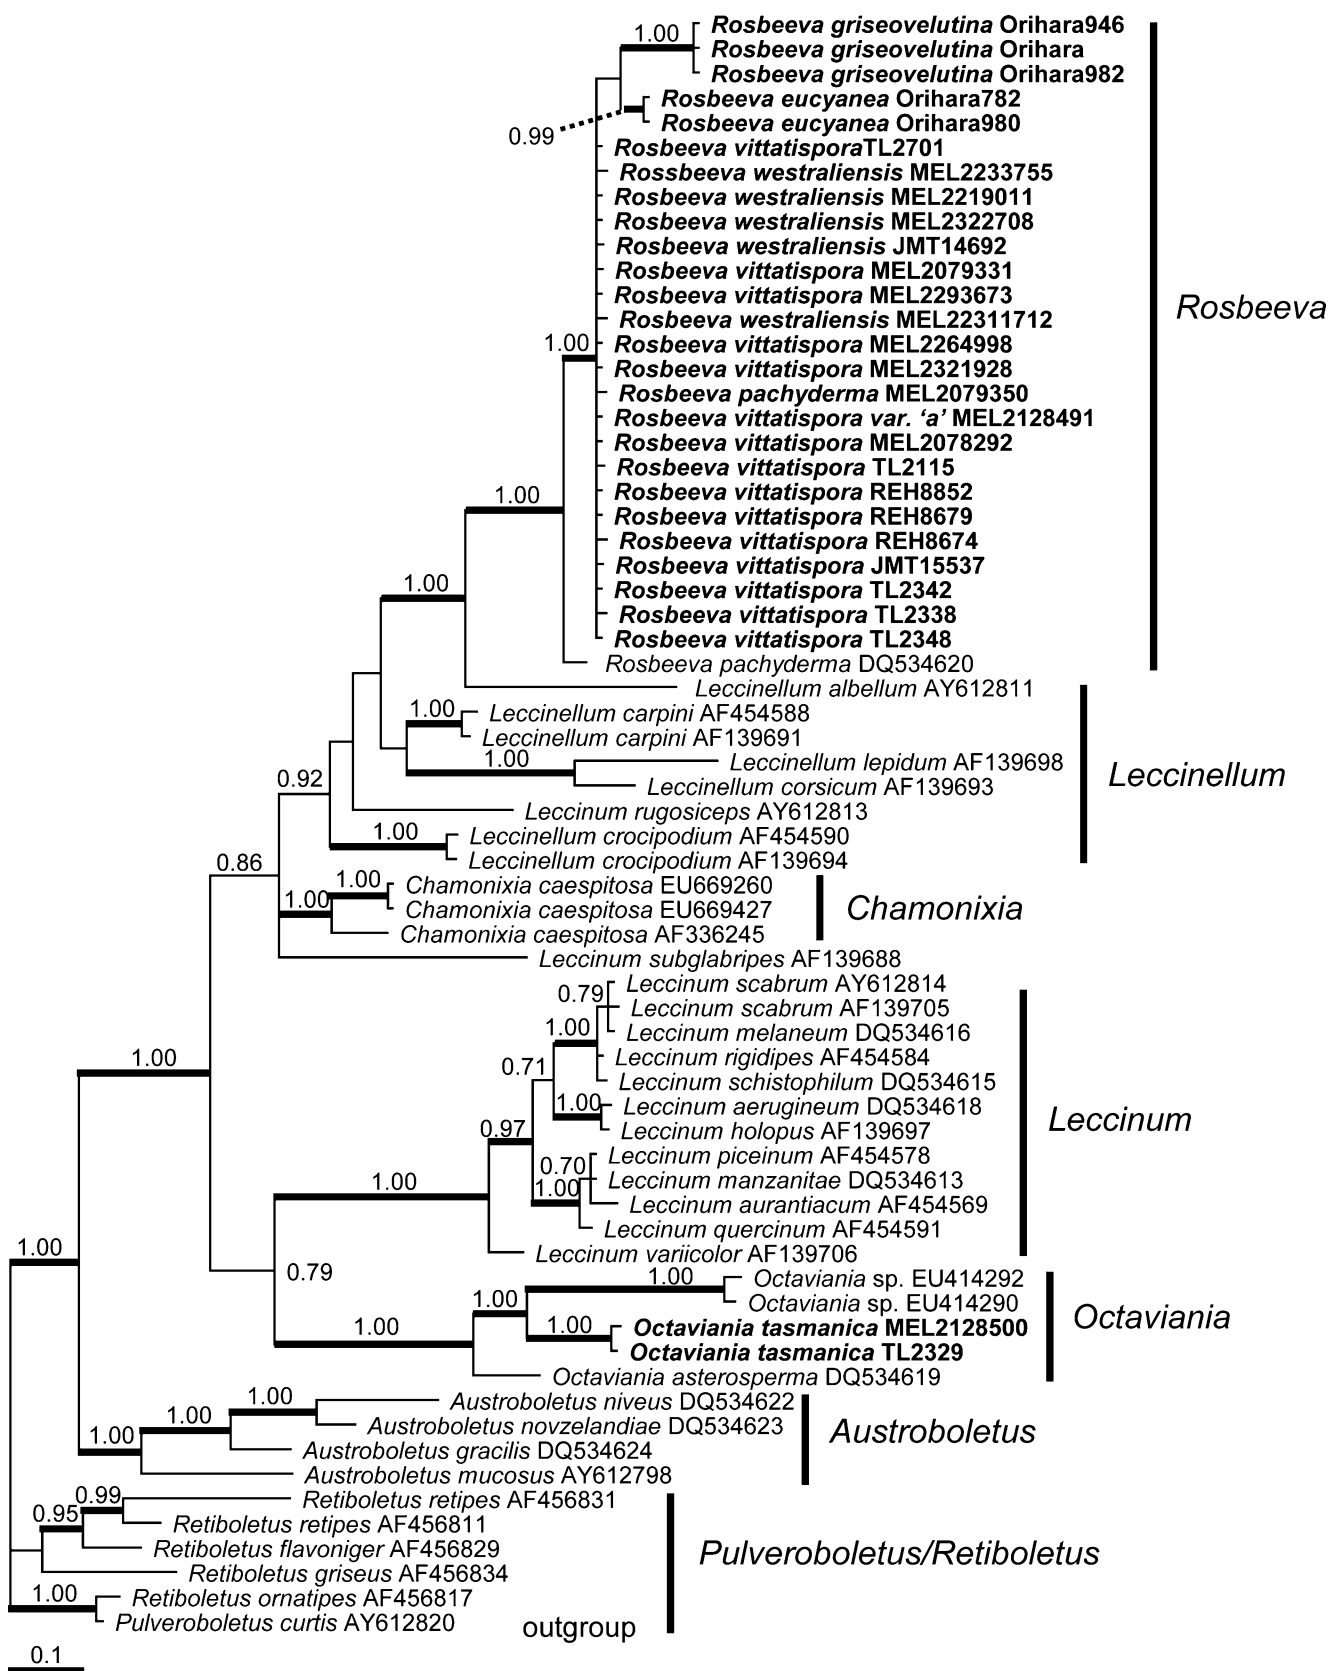 1.00
Rosbeeva griseovelutina Orihara946
Rosbeeva griseovelutina Orihara
Rosbeeva griseovelutina Orihara982
Rosbeeva eucyanea Orihara782
Rosbeeva eucyanea Orihara980
0.99
Rosbeeva vittatisporaTL2701
Rossbeeva westraliensis MEL2233755
Rosbeeva westraliensis MEL2219011
Rosbeeva westraliensis MEL2322708
Rosbeeva westraliensis JMT14692
Rosbeeva vittatispora MEL2079331
Rosbeeva vittatispora MEL2293673
Rosbeeva
Rosbeeva westraliensis MEL22311712
1.00
Rosbeeva vittatispora MEL2264998
Rosbeeva vittatispora MEL2321928
Rosbeeva pachyderma MEL2079350
Rosbeeva vittatispora var. ‘a’ MEL2128491
Rosbeeva vittatispora MEL2078292
Rosbeeva vittatispora TL2115
1.00
Rosbeeva vittatispora REH8852
Rosbeeva vittatispora REH8679
Rosbeeva vittatispora REH8674
Rosbeeva vittatispora JMT15537
1.00
Rosbeeva vittatispora TL2342
Rosbeeva vittatispora TL2338
Rosbeeva vittatispora TL2348
Rosbeeva pachyderma DQ534620
Leccinellum albellum AY612811
1.00
Leccinellum carpini AF454588
Leccinellum carpini AF139691
1.00
Leccinellum lepidum AF139698
Leccinellum
0.92
Leccinellum corsicum AF139693
Leccinum rugosiceps AY612813
1.00
Leccinellum crocipodium AF454590
Leccinellum crocipodium AF139694
0.86
1.00
Chamonixia caespitosa EU669260
1.00
Chamonixia caespitosa EU669427
Chamonixia
Chamonixia caespitosa AF336245
Leccinum subglabripes AF139688
0.79
Leccinum scabrum AY612814
Leccinum scabrum AF139705
1.00
Leccinum melaneum DQ534616
1.00
0.71
Leccinum rigidipes AF454584
Leccinum schistophilum DQ534615
1.00
Leccinum aerugineum DQ534618
Leccinum
0.97
Leccinum holopus AF139697
0.70
Leccinum piceinum AF454578
1.00
1.00
Leccinum manzanitae DQ534613
Leccinum aurantiacum AF454569
Leccinum quercinum AF454591
1.00
Leccinum variicolor AF139706
0.79
1.00
Octaviania sp. EU414292
1.00
Octaviania sp. EU414290
Octaviania
1.00
1.00
Octaviania tasmanica MEL2128500
Octaviania tasmanica TL2329
Octaviania asterosperma DQ534619
1.00
Austroboletus niveus DQ534622
1.00
Austroboletus novzelandiae DQ534623
Austroboletus
1.00
Austroboletus gracilis DQ534624
Austroboletus mucosus AY612798
0.99
Retiboletus retipes AF456831
0.95
Retiboletus retipes AF456811
Retiboletus flavoniger AF456829
Pulveroboletus/Retiboletus
Retiboletus griseus AF456834
1.00
Retiboletus ornatipes AF456817
Pulveroboletus curtis AY612820
outgroup
0.1